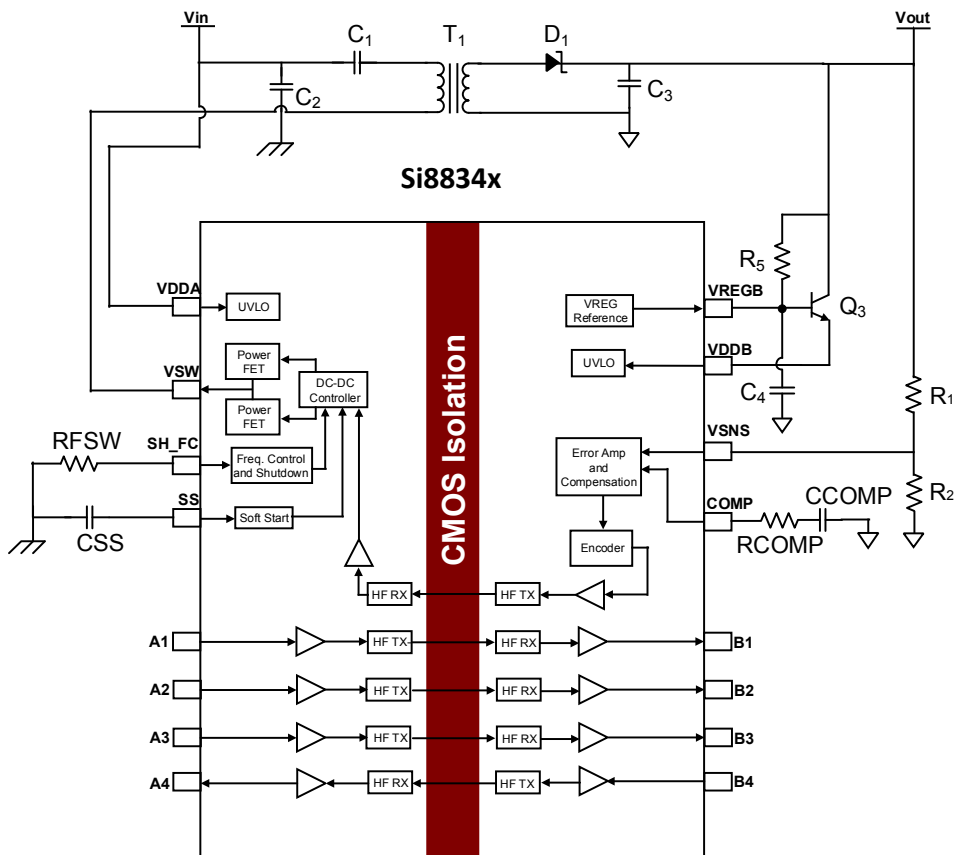 Vin
Vout
C1
T1
D1
C2
C3
Si8834x
CMOS Isolation
VDDA
UVLO
VREG Reference
VREGB
R5
Q3
Power FET
VSW
DC-DC Controller
Power FET
UVLO
VDDB
C4
R1
RFSW
SH_FC
Freq. Control and Shutdown
Error Amp and Compensation
VSNS
SS
Soft Start
CSS
COMP
CCOMP
RCOMP
R2
Encoder
HF RX
HF TX
A1
HF TX
HF RX
B1
A2
HF TX
HF RX
B2
A3
HF TX
HF RX
B3
A4
HF RX
HF TX
B4